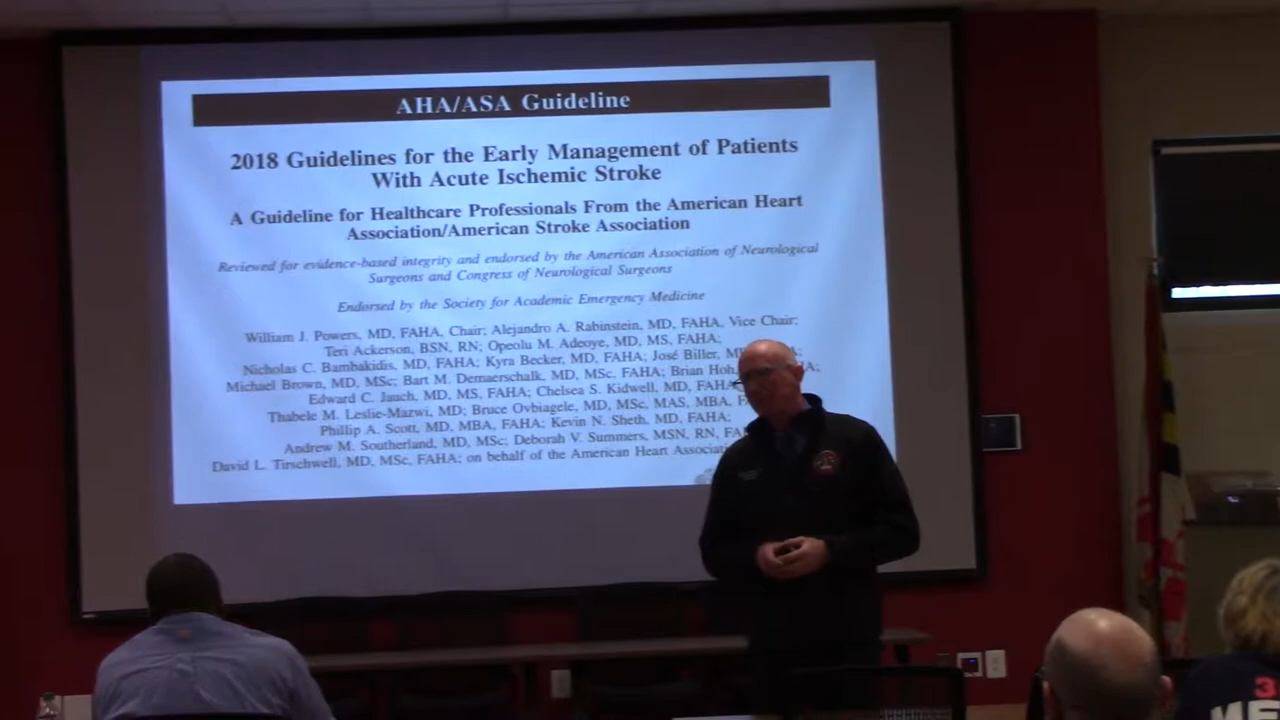 AHA/ASA Guideline
2018 Guidelines for the Early Management of Patients
With Acute Ischemic Stroke
A Guideline for Healthcare Professionals From the American Heart
Association/American Stroke Association
Reviewed for evidence-based integrity and endorsed by the American Association of Neurological
Surgeons and Congress of Neurological Surgeons
Endorsed by the Society for Academic Emergency Medicine
William J. Powers, MD, FAHA, Chair; Alejandro A. Rabinstein, MD, FAHA, Vice Chair;
Teri Ackerson, BSN, RN; Opeolu M. Adeoye, MD, MS, FAHA;
Nicholas C. Bambakidis, MD, FAHA; Kyra Becker, MD, FAHA; José Biller,
Michael Brown, MD, MSc; Bart M. Demaerschalk, MD, MSc, FAHA; Brian Hoh,
Edward C. Jauch, MD, MS, FAHA; Chelsea S. Kidwell, MD, FAHA
Thabele M. Leslie-Mazwi, MD; Bruce Ovbiagele, MD, MSc, MAS, MBA,
Phillip A. Scott, MD, MBA, FAHA; Kevin N. Sheth, MD, FAHA;
Andrew M. Southerland, MD, MSc; Deborah V. Summers, MSN, RN,
David L. Tirschwell, MD, MSc, FAHA; on behalf of the American Heart
3